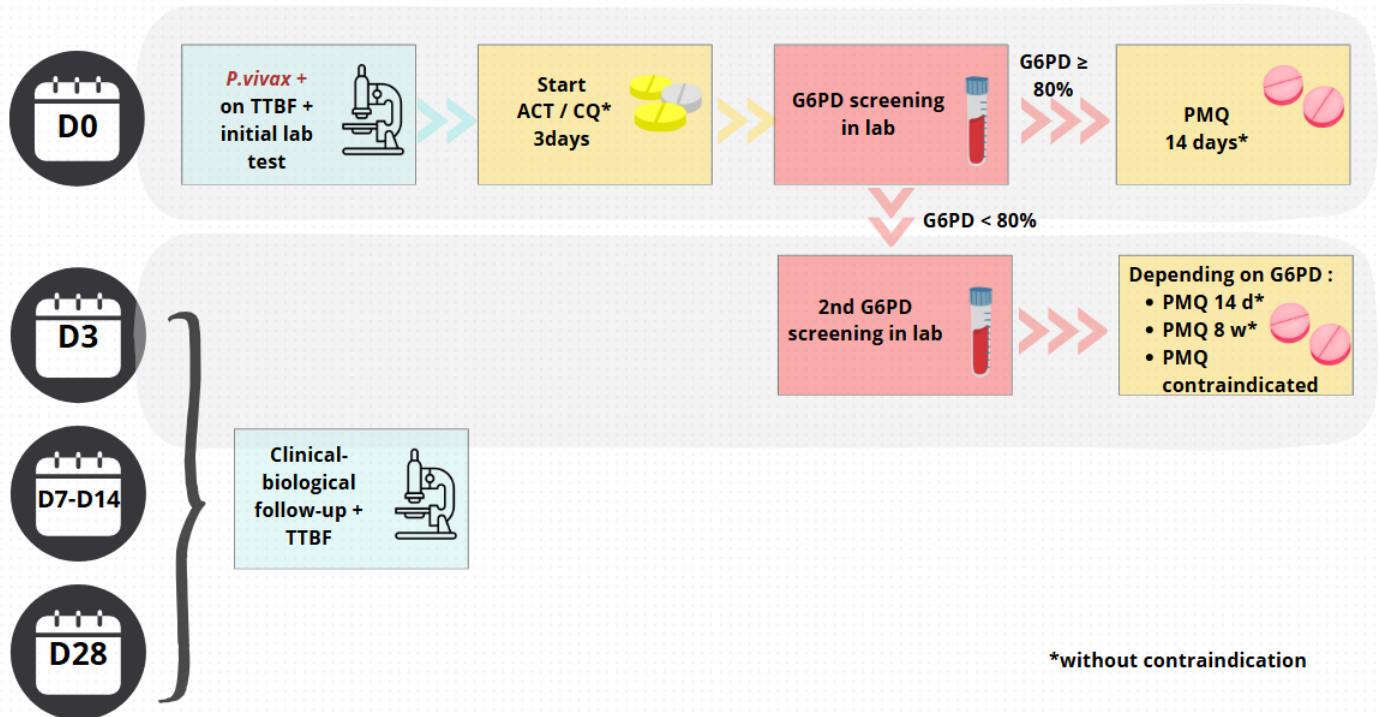 D0
P.vivax +
on TTBF +
initial lab
test
Start
ACT / CQ*
3days
G6PD screening
in lab
G6PD ≥
80%
PMQ
14 days*
G6PD < 80%
D3
2nd G6PD
screening in lab
Depending on G6PD :
• PMQ 14 d*
• PMQ 8 w*
• PMQ
contraindicated
D7-D14
Clinical-
biological
follow-up +
TTBF
D28
*without contraindication